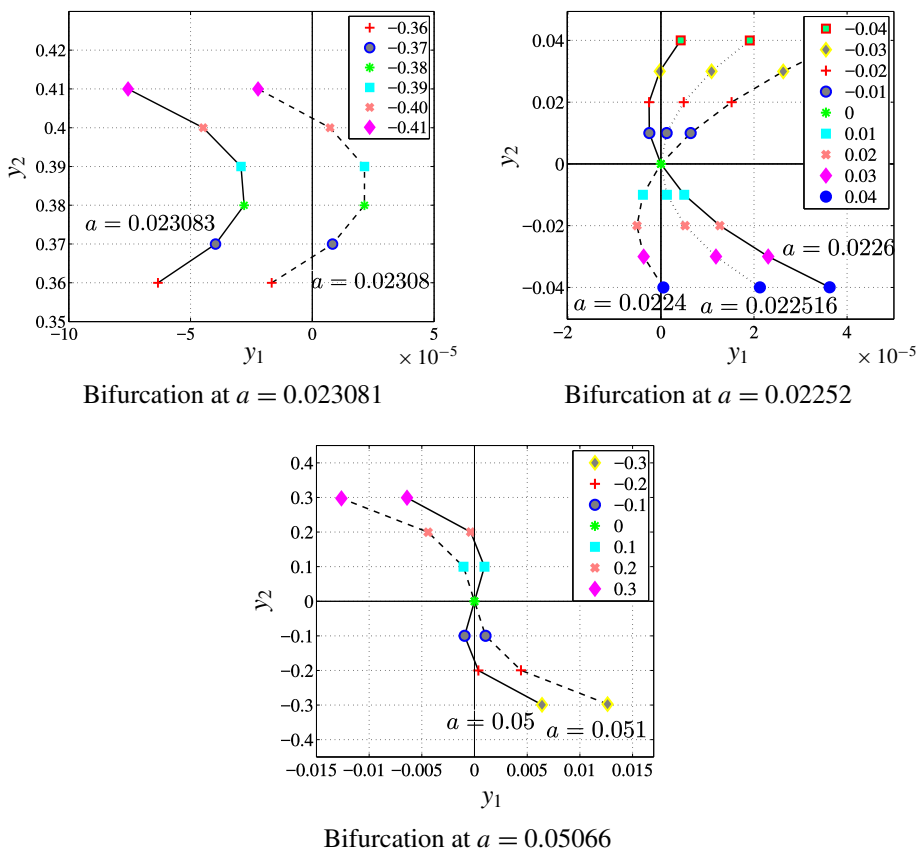 −0.36
−0.37
−0.38
−0.39
−0.40
−0.41
0.42
0.41
0.4
0.39
0.38
0.37
0.36
0.35
y2
a = 0.023083
a = 0.02308
−10 −5 0 5
× 10−5
y1
Bifurcation at a = 0.023081
−0.04
−0.03
−0.02
−0.01
0
0.01
0.02
0.03
0.04
0.04
0.02
0
−0.02
−0.04
y2
a = 0.0226
a = 0.0224
a = 0.022516
−2 0 2 4
× 10−5
y1
Bifurcation at a = 0.02252
−0.3
−0.2
−0.1
0
0.1
0.2
0.3
0.4
0.3
0.2
0.1
0
−0.1
−0.2
−0.3
−0.4
y2
a = 0.05
a = 0.051
−0.015 −0.01 −0.005 0 0.005 0.01 0.015
y1
Bifurcation at a = 0.05066